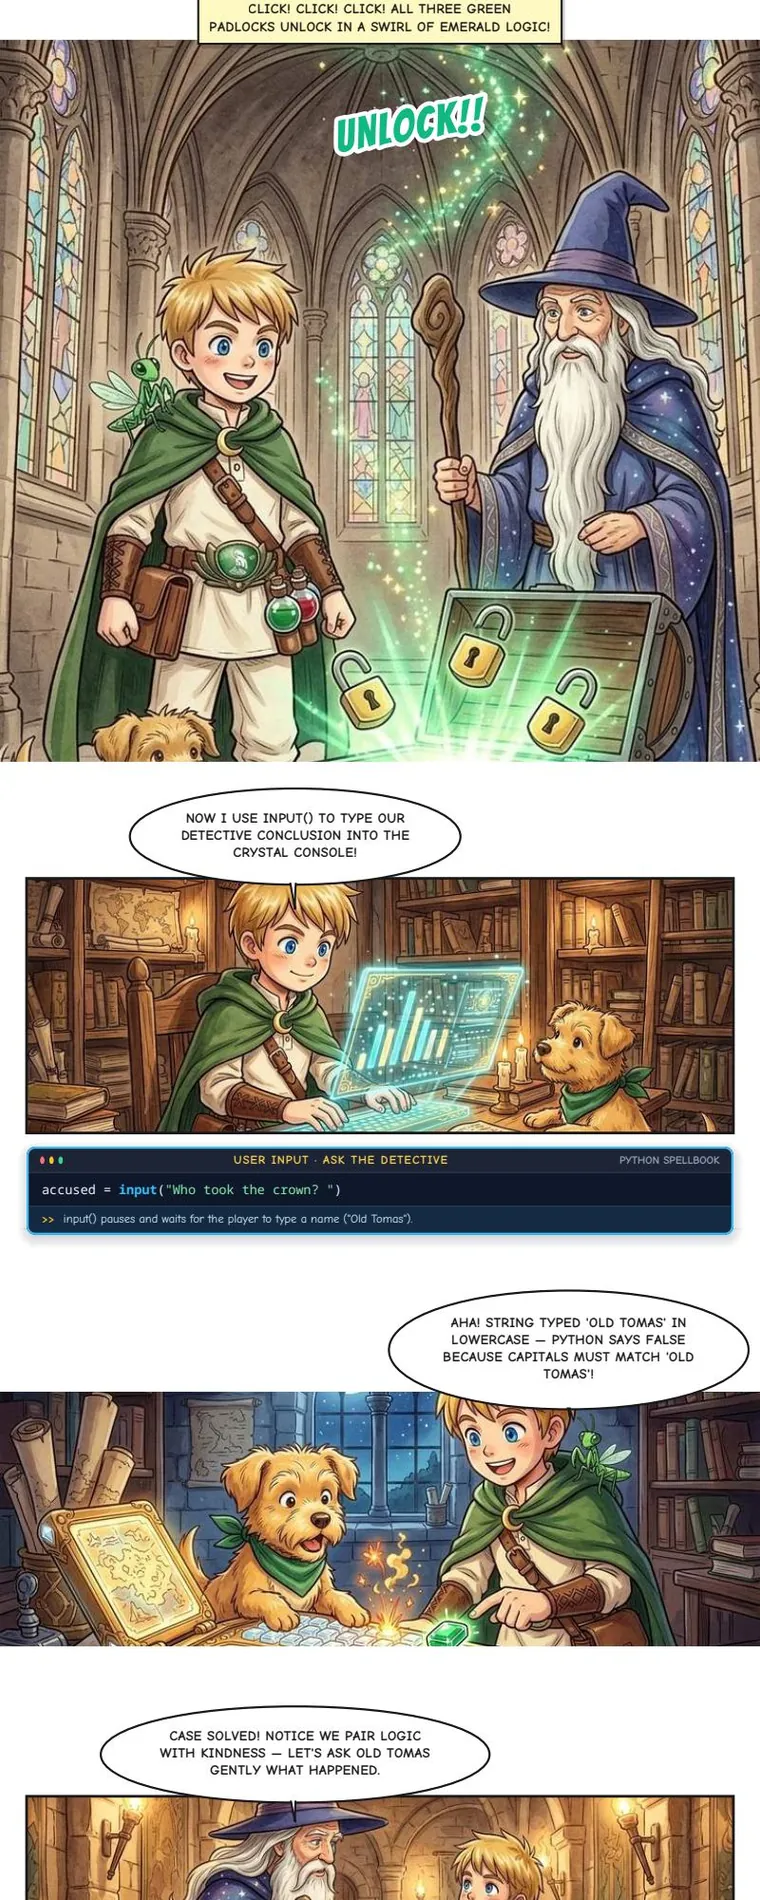 CLICK! CLICK! CLICK! ALL THREE GREEN
PADLOCKS UNLOCK IN A SWIRL OF EMERALD LOGIC!
UNLOCK!!
NOW I USE INPUT() TO TYPE OUR
DETECTIVE CONCLUSION INTO THE
CRYSTAL CONSOLE!
USER INPUT · ASK THE DETECTIVE
PYTHON SPELLBOOK
accused = input("Who took the crown? ")
>> input() pauses and waits for the player to type a name ("Old Tomas").
AHA! STRING TYPED 'OLD TOMAS' IN
LOWERCASE — PYTHON SAYS FALSE
BECAUSE CAPITALS MUST MATCH 'OLD
TOMAS'!
CASE SOLVED! NOTICE WE PAIR LOGIC
WITH KINDNESS — LET'S ASK OLD TOMAS
GENTLY WHAT HAPPENED.